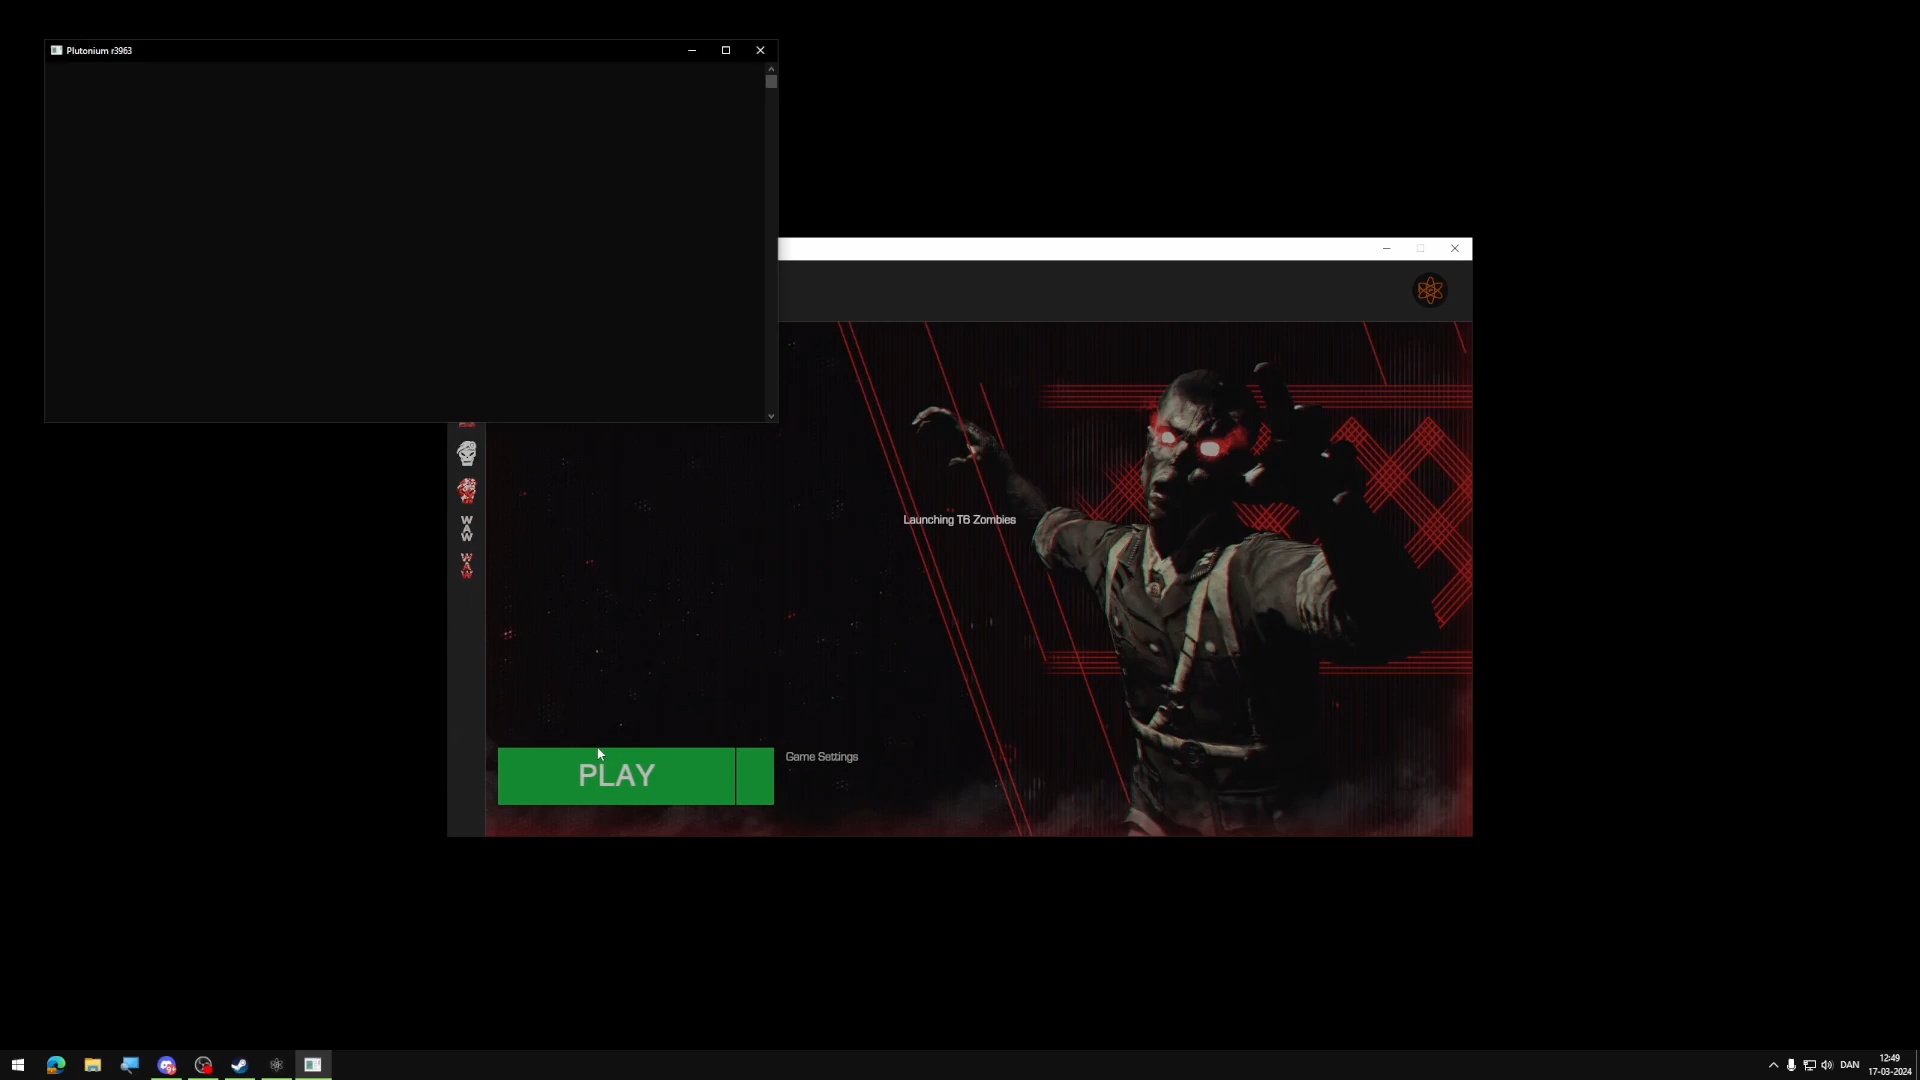 Plutonium r3963
Launching T6 Zombies
W
A
W
W
A
W
PLAY
Game Settings
DAN
12:49
17-03-2024